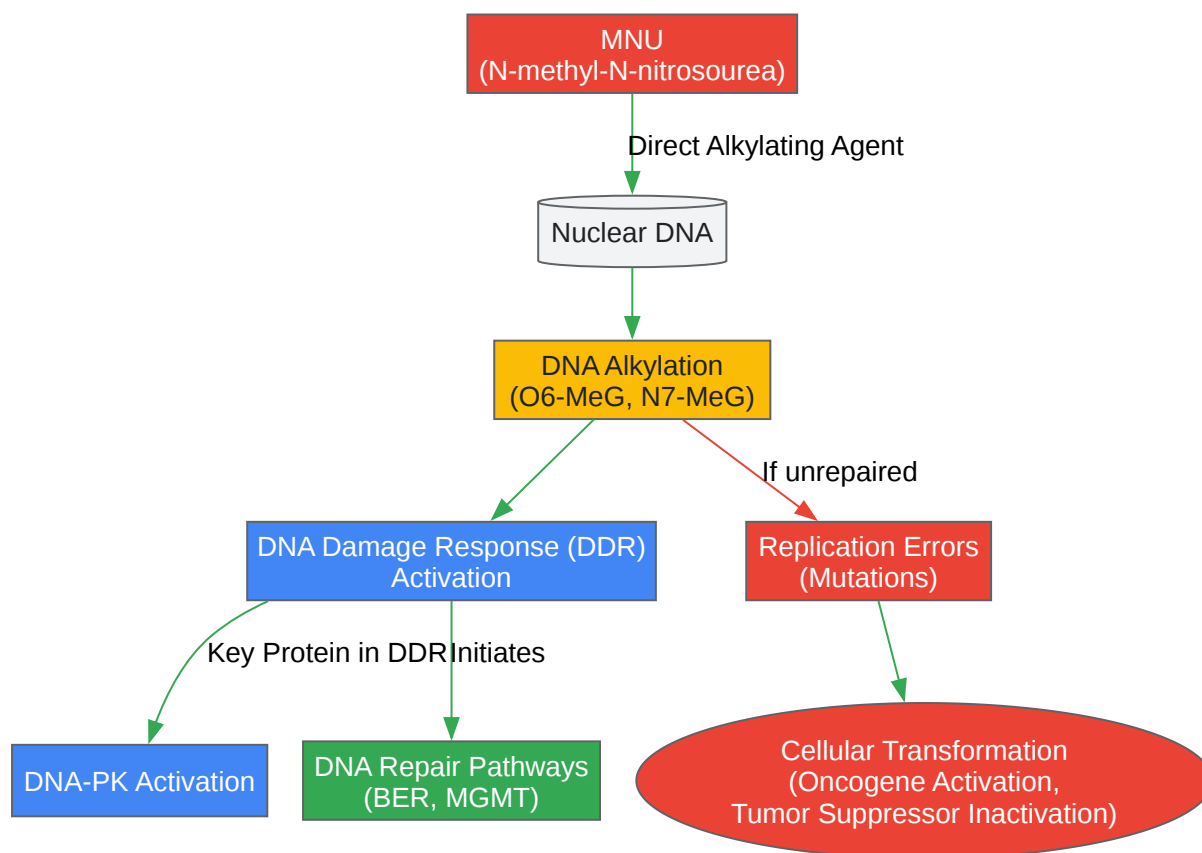 MNU
(N-methyl-N-nitrosourea)
Direct Alkylating Agent
Nuclear DNA
DNA Alkylation
(O6-MeG, N7-MeG)
If unrepaired
DNA Damage Response (DDR)
Activation
Replication Errors
(Mutations)
Key Protein in DDR
Initiates
DNA-PK Activation
DNA Repair Pathways
(BER, MGMT)
Cellular Transformation
(Oncogene Activation,
Tumor Suppressor Inactivation)